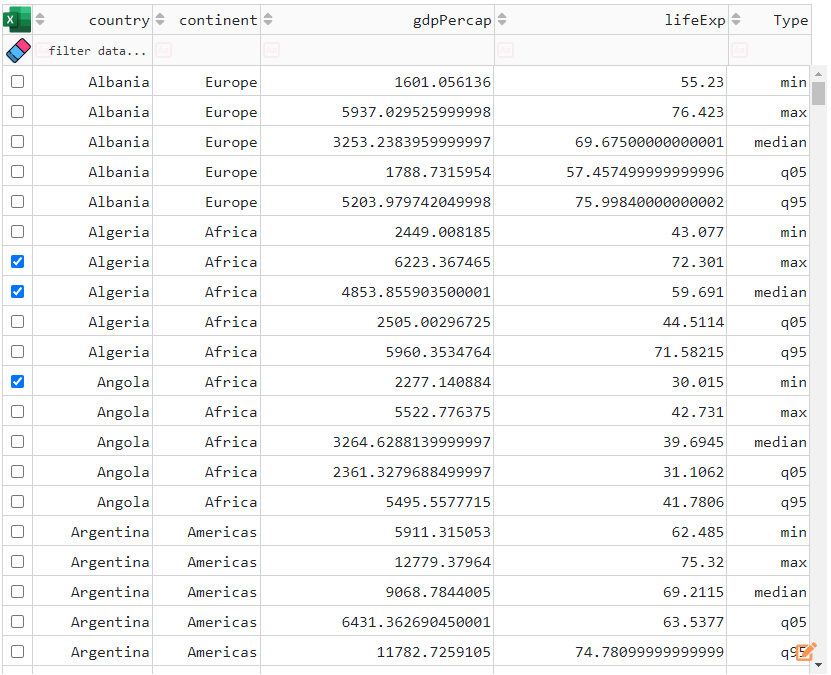 X country continent gdpPercap lifeExp Type
filter data... Aa Aa Aa Aa
Albania Europe 1601.056136 55.23 min
Albania Europe 5937.029525999998 76.423 max
Albania Europe 3253.2383959999997 69.67500000000001 median
Albania Europe 1788.7315954 57.457499999999996 q05
Albania Europe 5203.979742049998 75.99840000000002 q95
Algeria Africa 2449.008185 43.077 min
Algeria Africa 6223.367465 72.301 max
Algeria Africa 4853.855903500001 59.691 median
Algeria Africa 2505.00296725 44.5114 q05
Algeria Africa 5960.3534764 71.58215 q95
Angola Africa 2277.140884 30.015 min
Angola Africa 5522.776375 42.731 max
Angola Africa 3264.6288139999997 39.6945 median
Angola Africa 2361.3279688499997 31.1062 q05
Angola Africa 5495.5577715 41.7806 q95
Argentina Americas 5911.315053 62.485 min
Argentina Americas 12779.37964 75.32 max
Argentina Americas 9068.7844005 69.2115 median
Argentina Americas 6431.362690450001 63.5377 q05
Argentina Americas 11782.7259105 74.78099999999999 q95